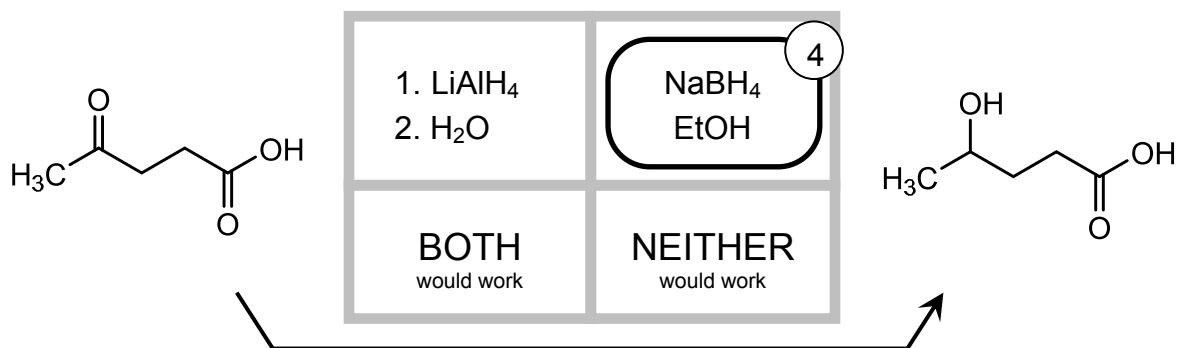 O
H₃C
OH
O
1. LiAlH₄
2. H₂O
4
NaBH₄
EtOH
BOTH
would work
NEITHER
would work
OH
H₃C
OH
O